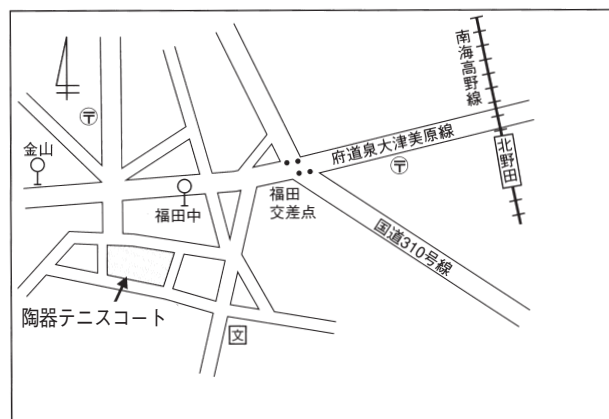 南海高野線
北野田
府道泉大津美原線
〒
〒
金山
福田中
福田
交差点
国道310号線
陶器テニスコート
文